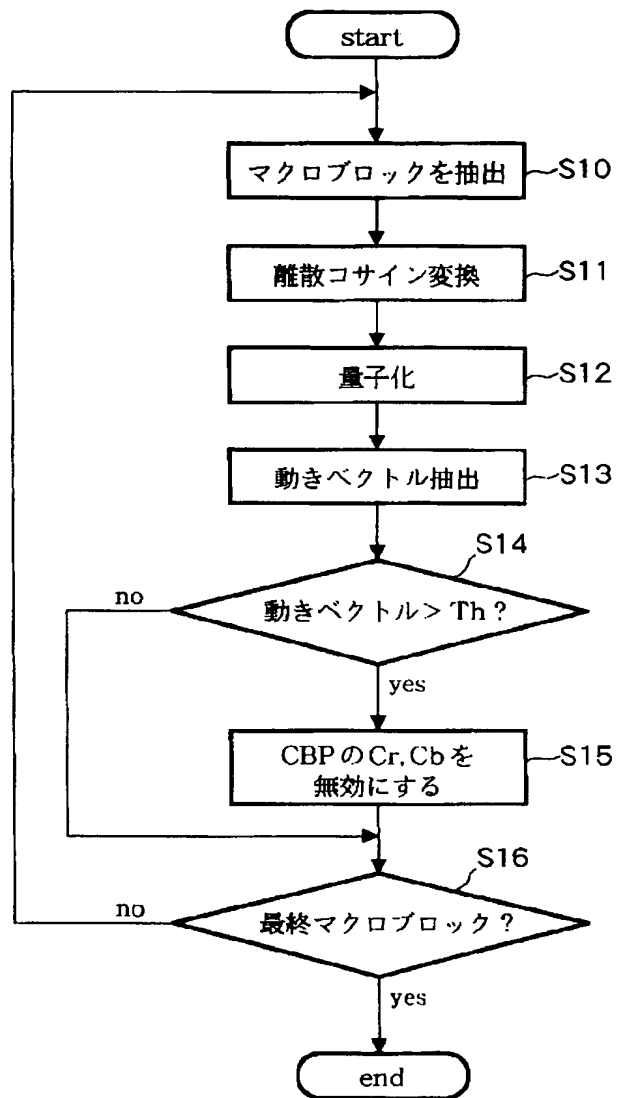 start
マクロブロックを抽出
S10
離散コサイン変換
S11
量子化
S12
動きベクトル抽出
S13
S14
動きベクトル＞Th？
no
yes
CBPのCr,Cbを
無効にする
S15
S16
最終マクロブロック？
no
yes
end